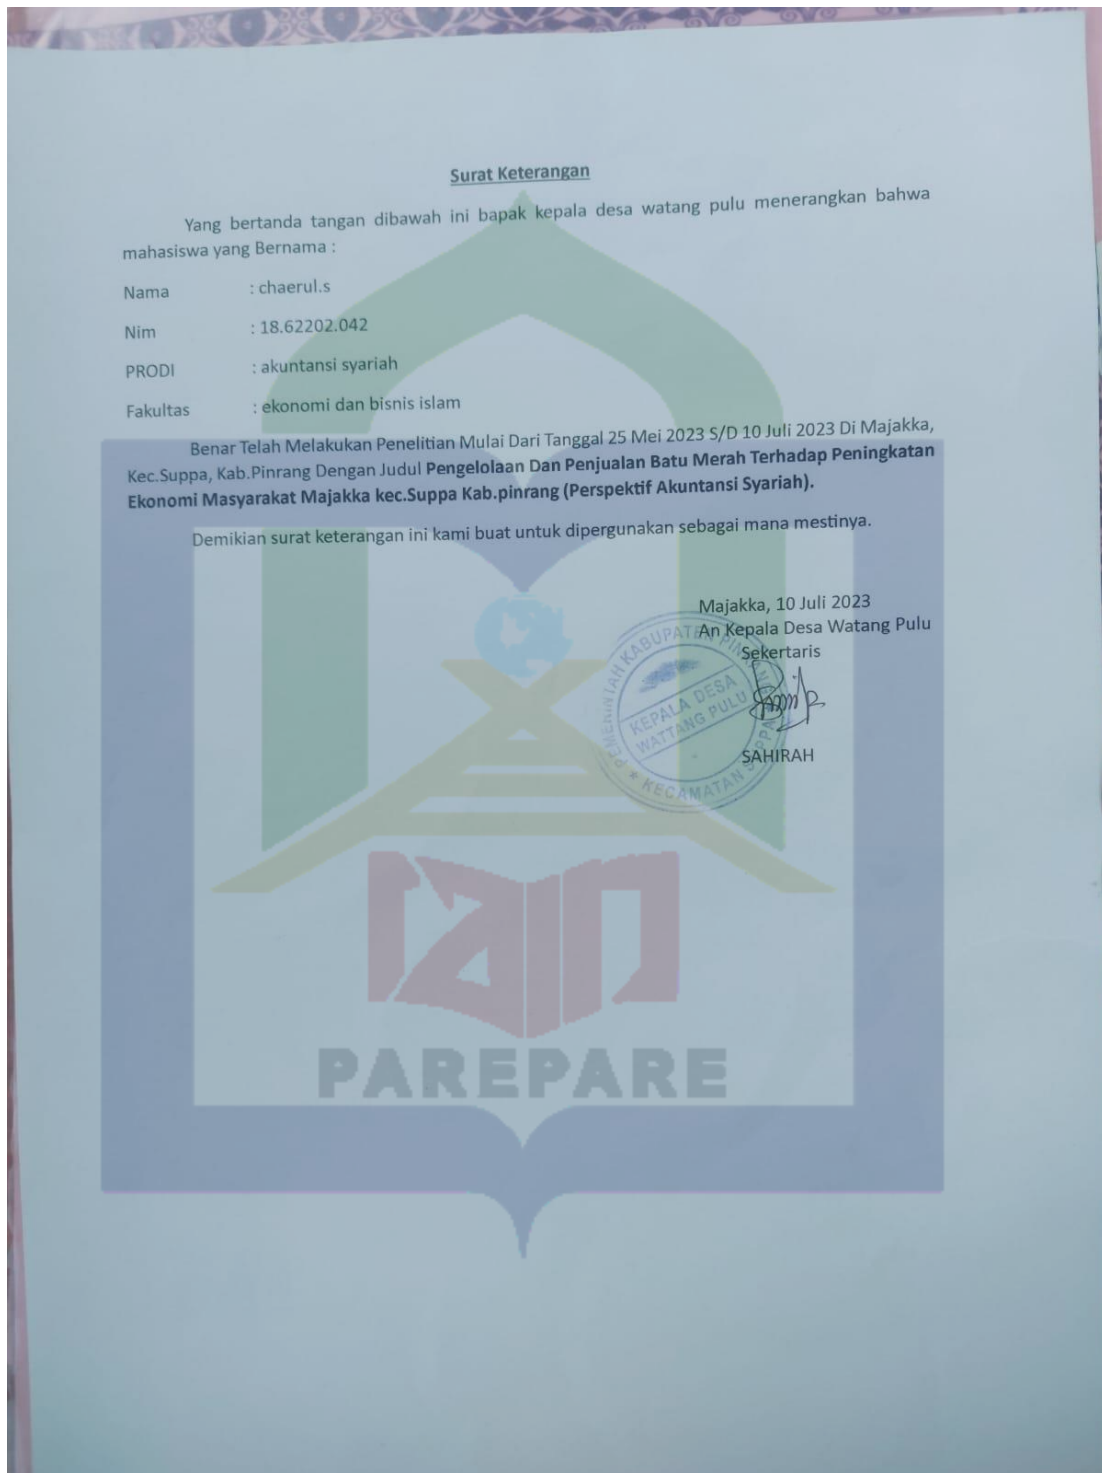 Surat Keterangan
Yang bertanda tangan dibawah ini bapak kepala desa watang pulu menerangkan bahwa
mahasiswa yang Bernama :
Nama : chaerul.s
Nim : 18.62202.042
PRODI : akuntansi syariah
Fakultas : ekonomi dan bisnis islam
Benar Telah Melakukan Penelitian Mulai Dari Tanggal 25 Mei 2023 S/D 10 Juli 2023 Di Majakka,
Kec.Suppa, Kab.Pinrang Dengan Judul Pengelolaan Dan Penjualan Batu Merah Terhadap Peningkatan
Ekonomi Masyarakat Majakka kec.Suppa Kab.pinrang (Perspektif Akuntansi Syariah).
Demikian surat keterangan ini kami buat untuk dipergunakan sebagai mana mestinya.
Majakka, 10 Juli 2023
An Kepala Desa Watang Pulu
Sekertaris
PEMERINTAH KABUPATEN PINRANG
KEPALA DESA
WATTANG PULU
KECAMATAN SUPPA
SAHIRAH
iain
PAREPARE